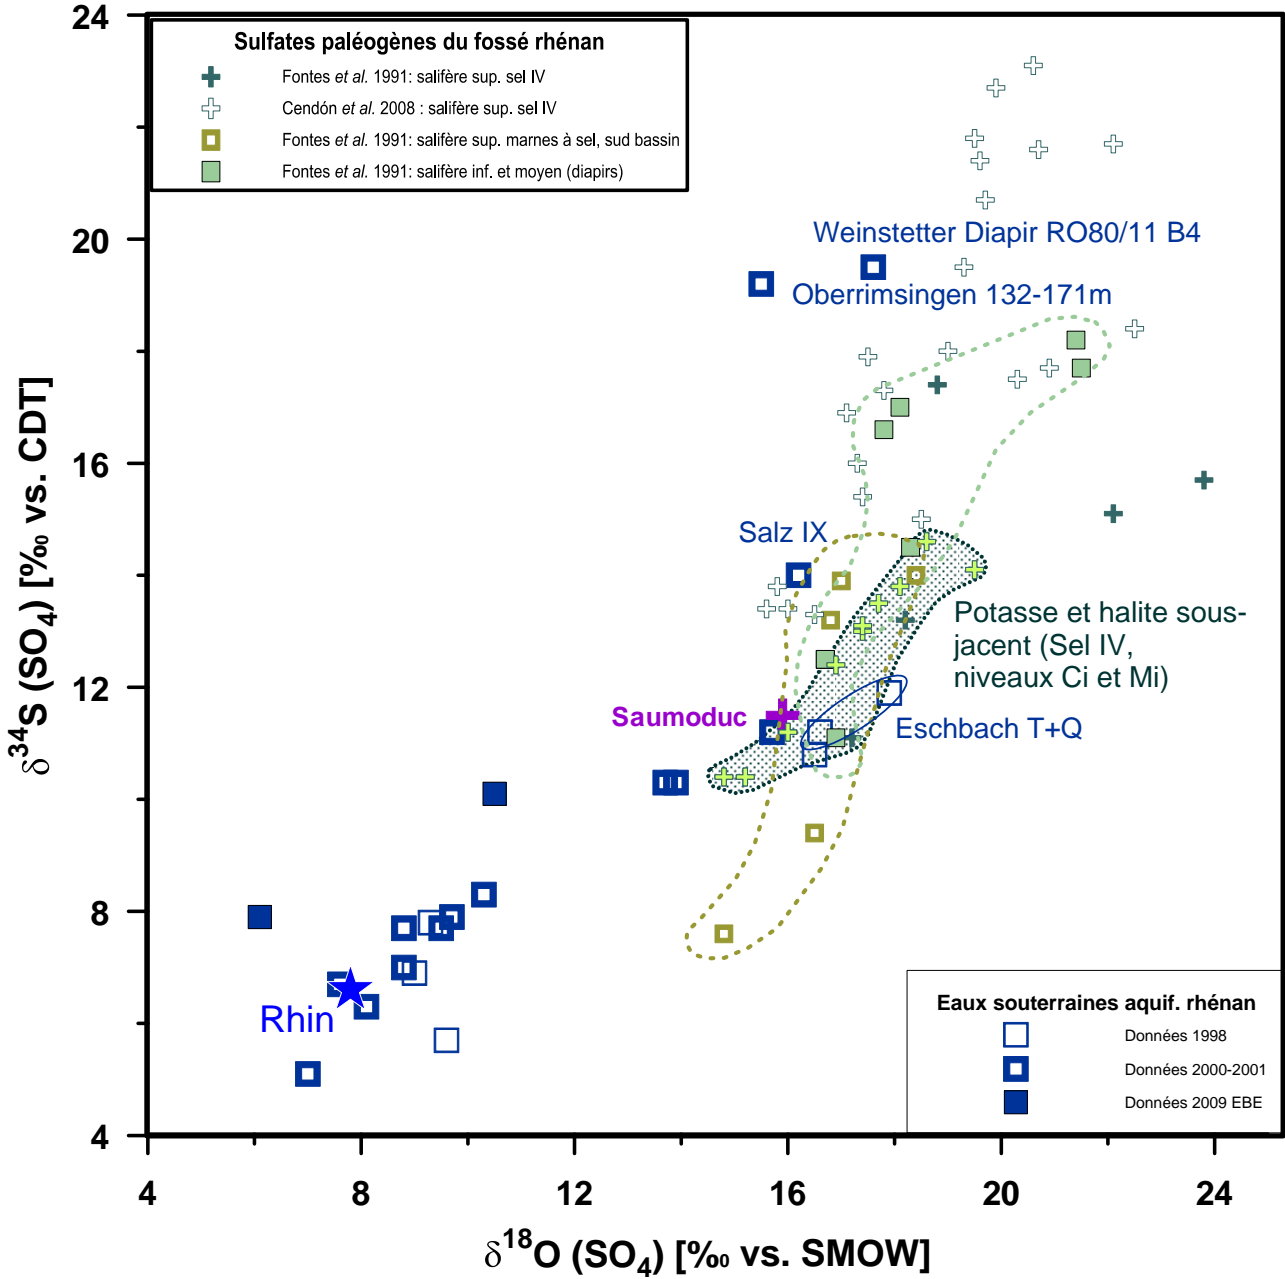 24
Sulfates paléogènes du fossé rhénan
Fontes et al. 1991: salifère sup. sel IV
Cendón et al. 2008 : salifère sup. sel IV
Fontes et al. 1991: salifère sup. marnes à sel, sud bassin
Fontes et al. 1991: salifère inf. et moyen (diapirs)
Weinstetter Diapir RO80/11 B4
20
Oberrimsingen 132-171m
δ34S (SO4) [‰ vs. CDT]
16
Salz IX
Potasse et halite sous-
jacent (Sel IV,
niveaux Ci et Mi)
12
Saumoduc
Eschbach T+Q
8
Rhin
Eaux souterraines aquif. rhénan
Données 1998
Données 2000-2001
Données 2009 EBE
4
4 8 12 16 20 24
δ18O (SO4) [‰ vs. SMOW]